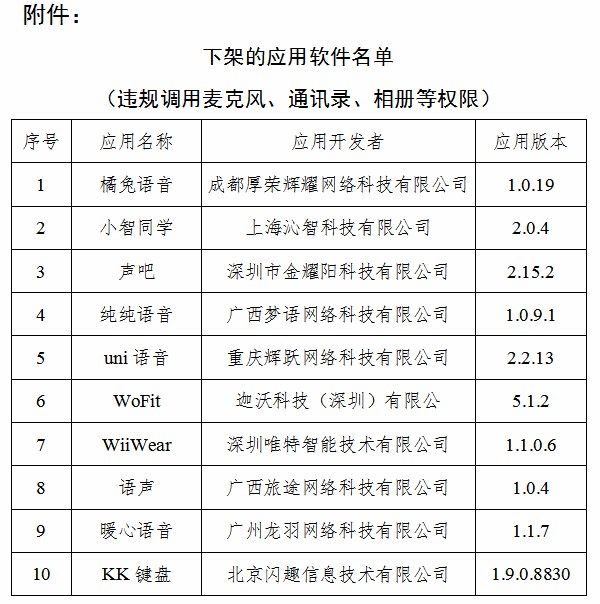 附件：
下架的应用软件名单
（违规调用麦克风、通讯录、相册等权限）
序号 应用名称 应用开发者 应用版本
1 橘兔语音 成都厚荣辉耀网络科技有限公司 1.0.19
2 小智同学 上海沁智科技有限公司 2.0.4
3 声吧 深圳市金耀阳科技有限公司 2.15.2
4 纯纯语音 广西梦语网络科技有限公司 1.0.9.1
5 uni 语音 重庆辉跃网络科技有限公司 2.2.13
6 WoFit 迦沃科技（深圳）有限公 5.1.2
7 WiiWear 深圳唯特智能技术有限公司 1.1.0.6
8 语声 广西旅途网络科技有限公司 1.0.4
9 暖心语音 广州龙羽网络科技有限公司 1.1.7
10 KK 键盘 北京闪趣信息技术有限公司 1.9.0.8830